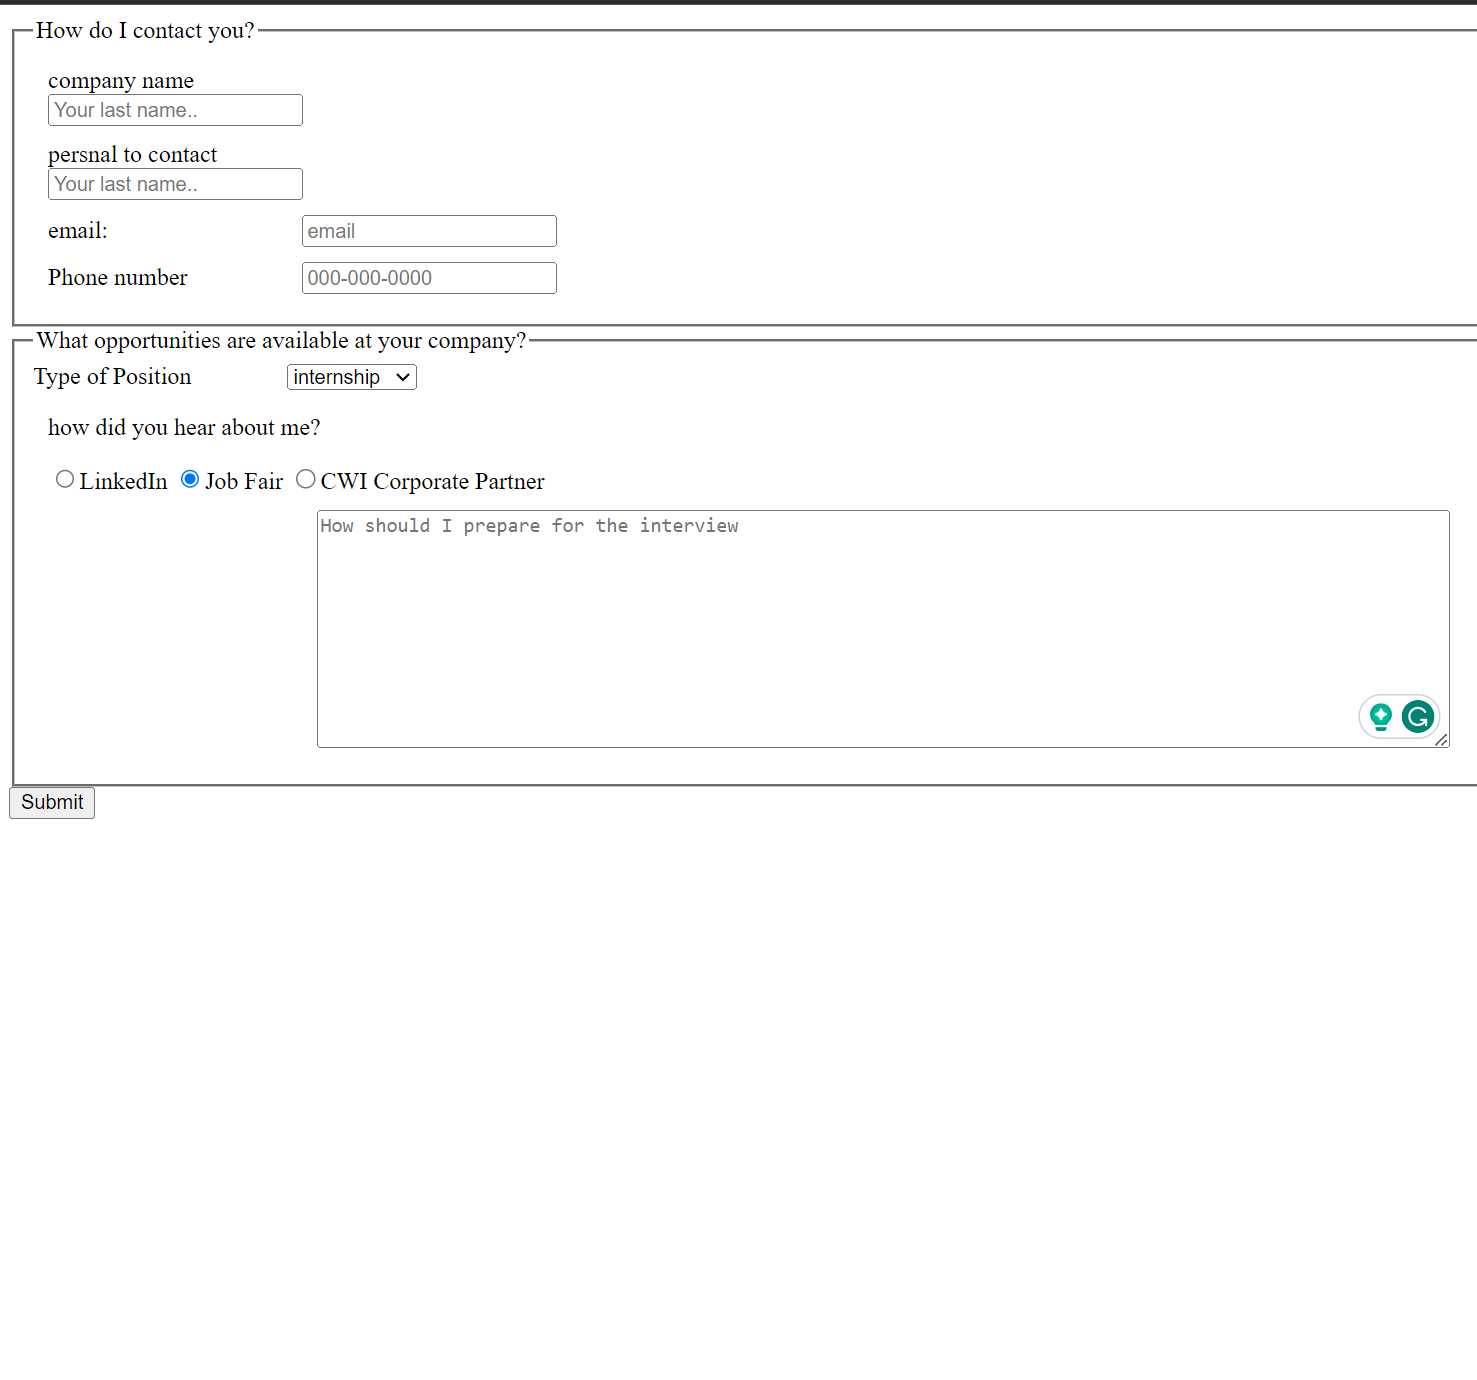 How do I contact you?
company name
Your last name..
persnal to contact
Your last name..
email: email
Phone number 000-000-0000
What opportunities are available at your company?
Type of Position internship
how did you hear about me?
LinkedIn Job Fair CWI Corporate Partner
How should I prepare for the interview
Submit